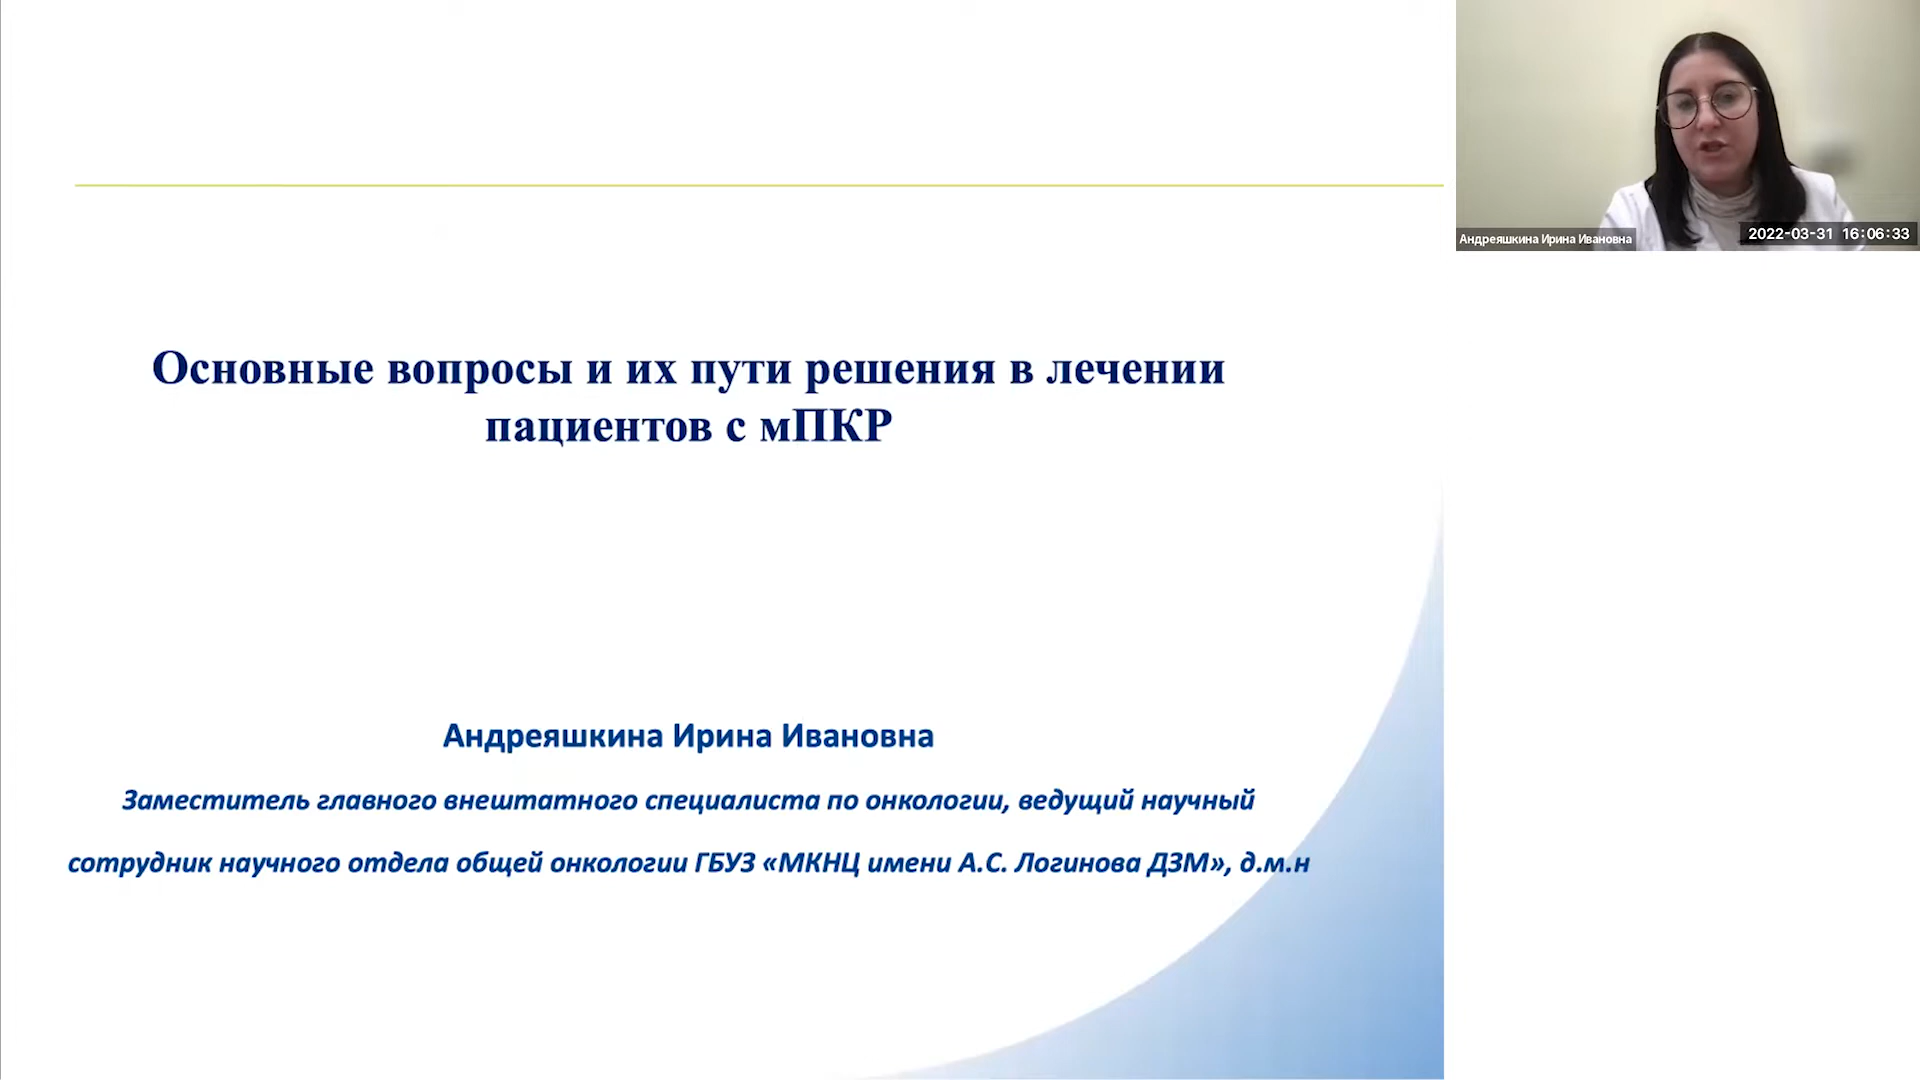 Основные вопросы и их пути решения в лечении
пациентов с мПКР
Андреяшкина Ирина Ивановна
Заместитель главного внештатного специалиста по онкологии, ведущий научный
сотрудник научного отдела общей онкологии ГБУЗ «МКНЦ имени А.С. Логинова ДЗМ», д.м.н
Андреяшкина Ирина Ивановна
2022-03-31 16:06:33